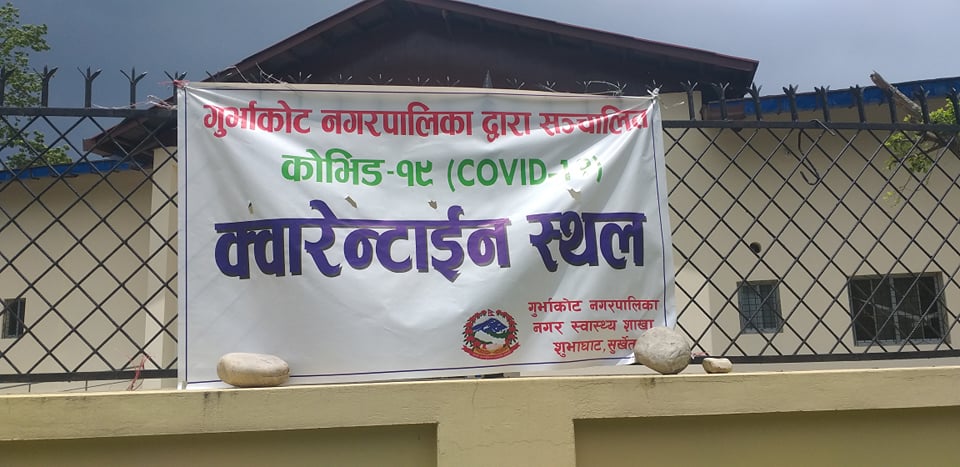 गुर्भाकोट नगरपालिका द्वारा सञ्चालित
कोभिड-१९ (COVID-19)
क्वारेन्टाईन स्थल
गुर्भाकोट नगरपालिका
नगर स्वास्थ्य शाखा
शुभाघाट, सुर्खेत